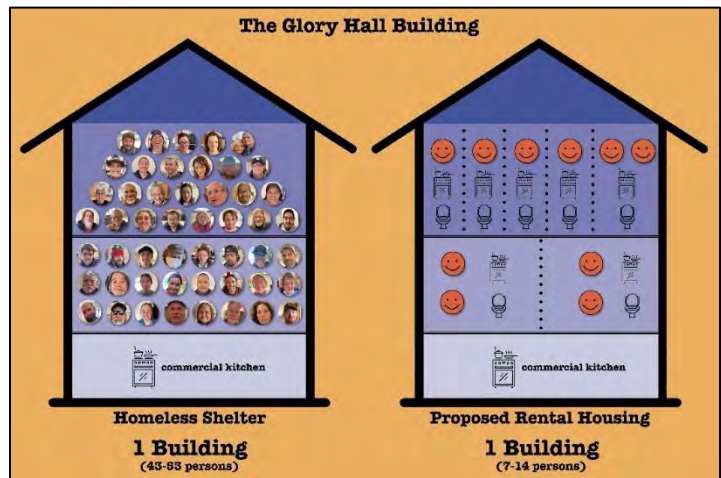 The Glory Hall Building
commercial kitchen
Homeless Shelter
1 Building
(43-53 persons)
commercial kitchen
Proposed Rental Housing
1 Building
(7-14 persons)